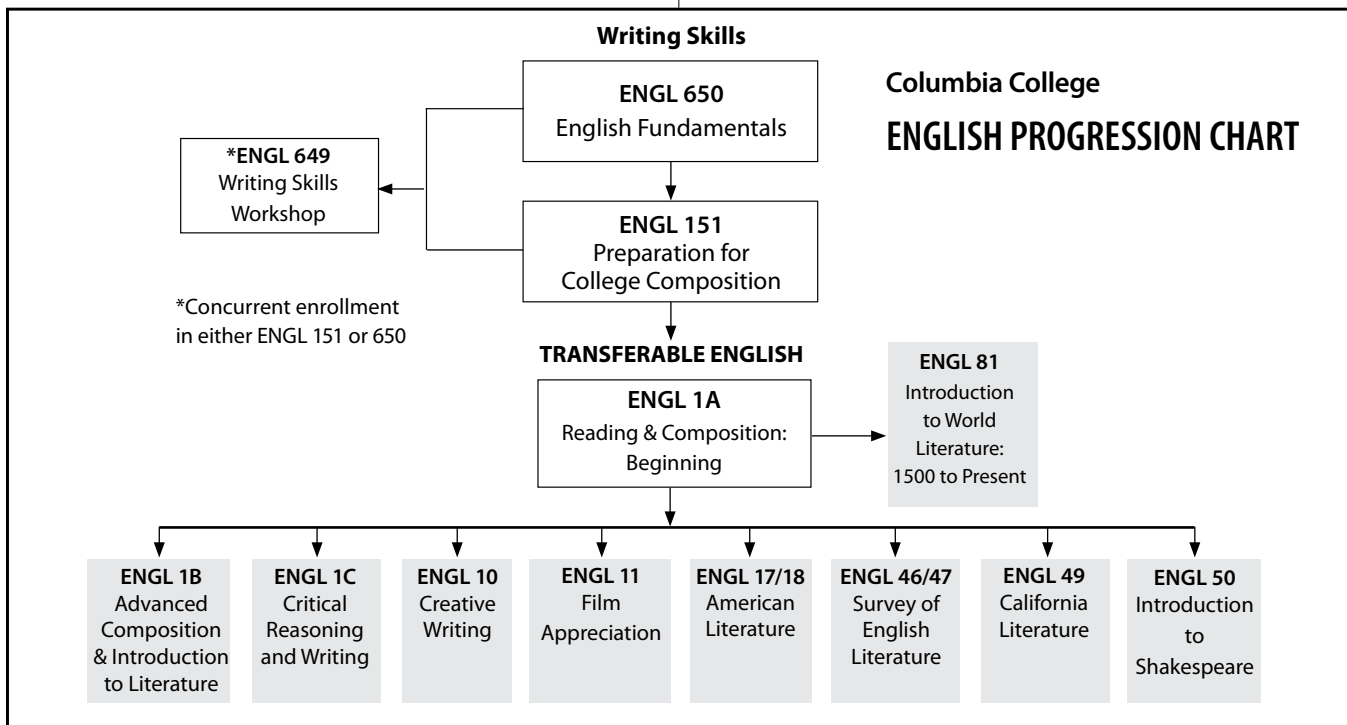 Writing Skills
Columbia College
ENGLISH PROGRESSION CHART
ENGL 650
English Fundamentals
*ENGL 649
Writing Skills
Workshop
ENGL 151
Preparation for
College Composition
*Concurrent enrollment
in either ENGL 151 or 650
TRANSFERABLE ENGLISH
ENGL 1A
Reading & Composition:
Beginning
ENGL 81
Introduction
to World
Literature:
1500 to Present
ENGL 1B
Advanced
Composition
& Introduction
to Literature
ENGL 1C
Critical
Reasoning
and Writing
ENGL 10
Creative
Writing
ENGL 11
Film
Appreciation
ENGL 17/18
American
Literature
ENGL 46/47
Survey of
English
Literature
ENGL 49
California
Literature
ENGL 50
Introduction
to
Shakespeare